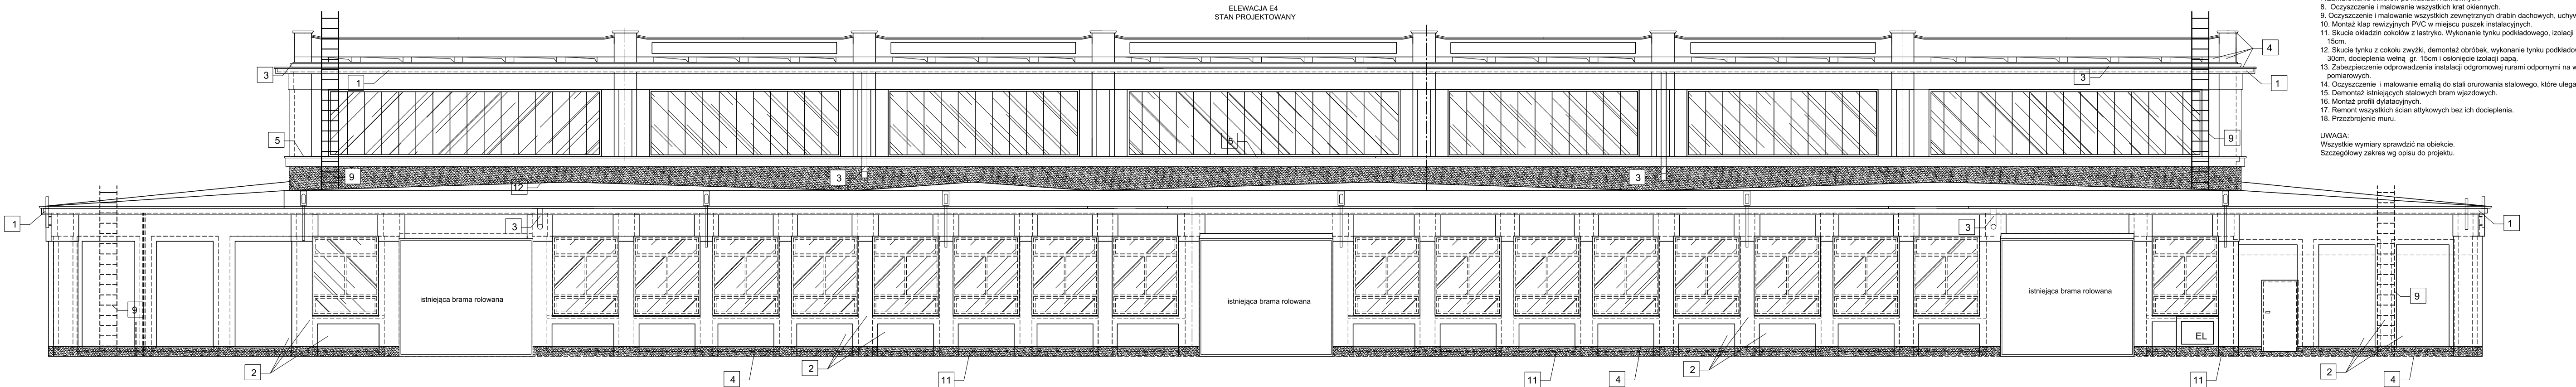 ELEWACJA E4
STAN PROJEKTOWANY
8. Oczyszczenie i malowanie wszystkich krat okiennych.
9. Oczyszczenie i malowanie wszystkich zewnętrznych drabin dachowych,
10. Montaż klap rewizyjnych PVC w miejscu puszek instalacyjnych.
11. Skucie okładzin cokołów z lastryko. Wykonanie tynku podkładowego, izolacji
15cm.
12. Skucie tynku z cokołu zwyżki, demontaż obróbek, wykonanie tynku
30cm, docieplenia wełną gr. 15cm i osłonięcie izolacji papą.
13. Zabezpieczenie odprowadzenia instalacji odgromowej rurami odpornymi na
pomiarowych.
14. Oczyszczenie i malowanie emalią do stali orurowania stalowego, które
15. Demontaż istniejących stalowych bram wjazdowych.
16. Montaż profili dylatacyjnych.
17. Remont wszystkich ścian attykowych bez ich docieplenia.
18. Przezbrojenie muru.
UWAGA:
Wszystkie wymiary sprawdzić na obiekcie.
Szczegółowy zakres wg opisu do projektu.
4
3
1
3
1
5
5
9
9
3
3
12
1
3
3
1
istniejąca brama rolowana
istniejąca brama rolowana
istniejąca brama rolowana
9
9
EL
2
4
2
11
11
4
2
11
2
4